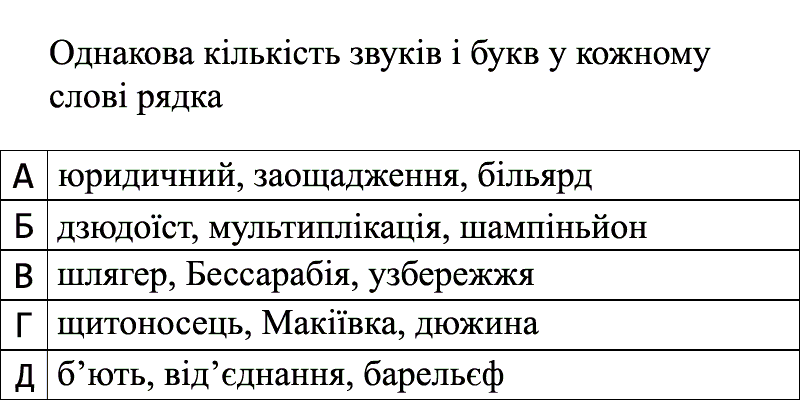 Однакова кількість звуків і букв у кожному
слові рядка
А юридичний, заощадження, більярд
Б дзюдоїст, мультиплікація, шампіньйон
В шлягер, Бессарабія, узбережжя
Г щитоносець, Макіївка, дюжина
Д б’ють, від’єднання, барельєф